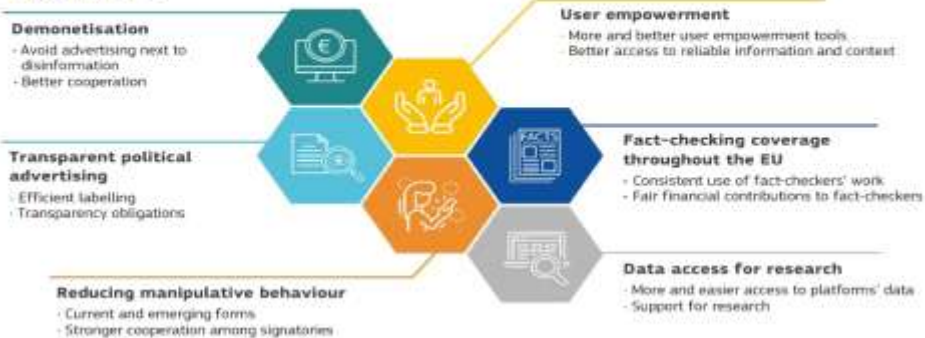 Demonetisation
- Avoid advertising next to
disinformation
- Better cooperation
User empowerment
- More and better user empowerment tools
- Better access to reliable information and context
€
FACTS
Transparent political
advertising
- Efficient labelling
- Transparency obligations
Fact-checking coverage
throughout the EU
- Consistent use of fact-checkers' work
- Fair financial contributions to fact-checkers
Reducing manipulative behaviour
- Current and emerging forms
- Stronger cooperation among signatories
Data access for research
- More and easier access to platforms' data
- Support for research